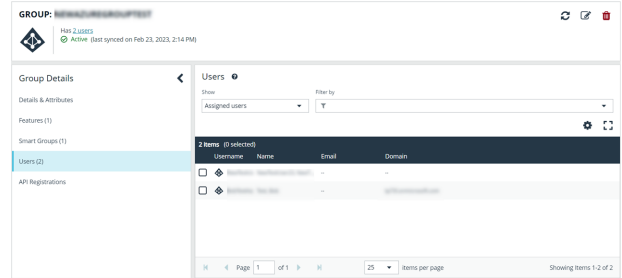 GROUP: NEWAZUREGROUPTEST
Has 2 users
Active (last synced on Feb 23, 2023, 2:14 PM)
Group Details
Details & Attributes
Features (1)
Smart Groups (1)
Users (2)
API Registrations
Users
Show
Filter by
Assigned users
2 Items (0 selected)
Username Name Email Domain
– –
–
Page 1 of 1
25 items per page
Showing Items 1-2 of 2